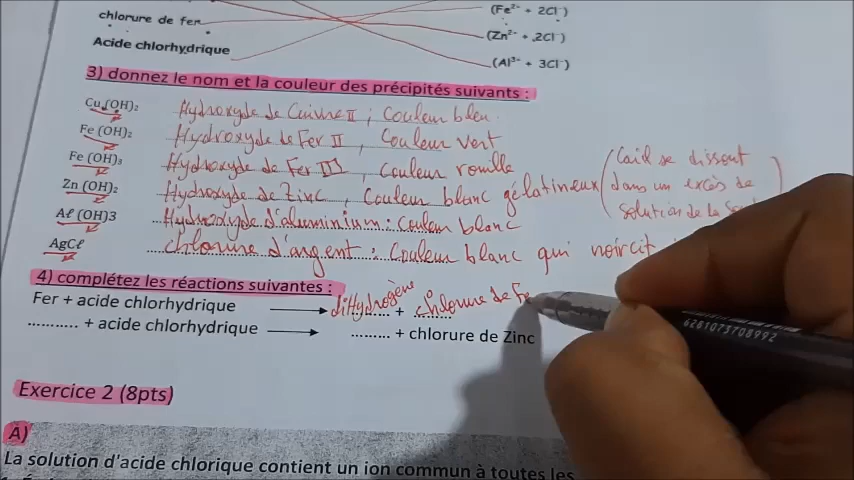 chlorure de fer
Acide chlorhydrique
(Fe²⁺ + 2Cl⁻)
(Zn²⁺ + 2Cl⁻)
(Al³⁺ + 3Cl⁻)
3) donnez le nom et la couleur des précipités suivants :
Cu(OH)₂ Hydroxyde de Cuivre II ; Couleur bleu
Fe (OH)₂ Hydroxyde de Fer II , Couleur vert
Fe (OH)₃ Hydroxyde de Fer III , Couleur rouille
Zn (OH)₂ Hydroxyde de Zinc , Couleur blanc gélatineux
(Caid se dissout
dans un excès de
solution de la
Aℓ (OH)3 Hydroxyde d'aluminium : couleur blanc
AgCℓ chlorure d'argent : Couleur blanc qui noircit
4) complétez les réactions suivantes :
Fer + acide chlorhydrique → diHydrogène + chlorure de Fe
........... + acide chlorhydrique → ........ + chlorure de Zinc
Exercice 2 (8pts)
A)
La solution d'acide chlorique contient un ion commun à toutes les
6281073708992